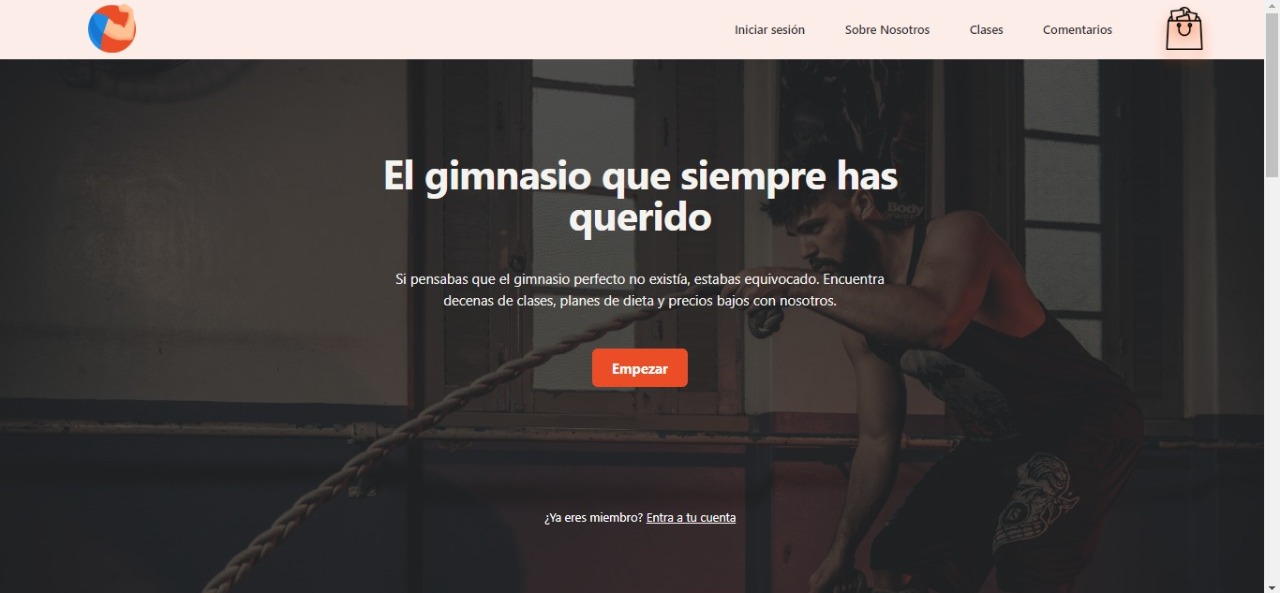 Iniciar sesión
Sobre Nosotros
Clases
Comentarios
El gimnasio que siempre has
querido
Body
Si pensabas que el gimnasio perfecto no existía, estabas equivocado. Encuentra
decenas de clases, planes de dieta y precios bajos con nosotros.
Empezar
¿Ya eres miembro? Entra a tu cuenta